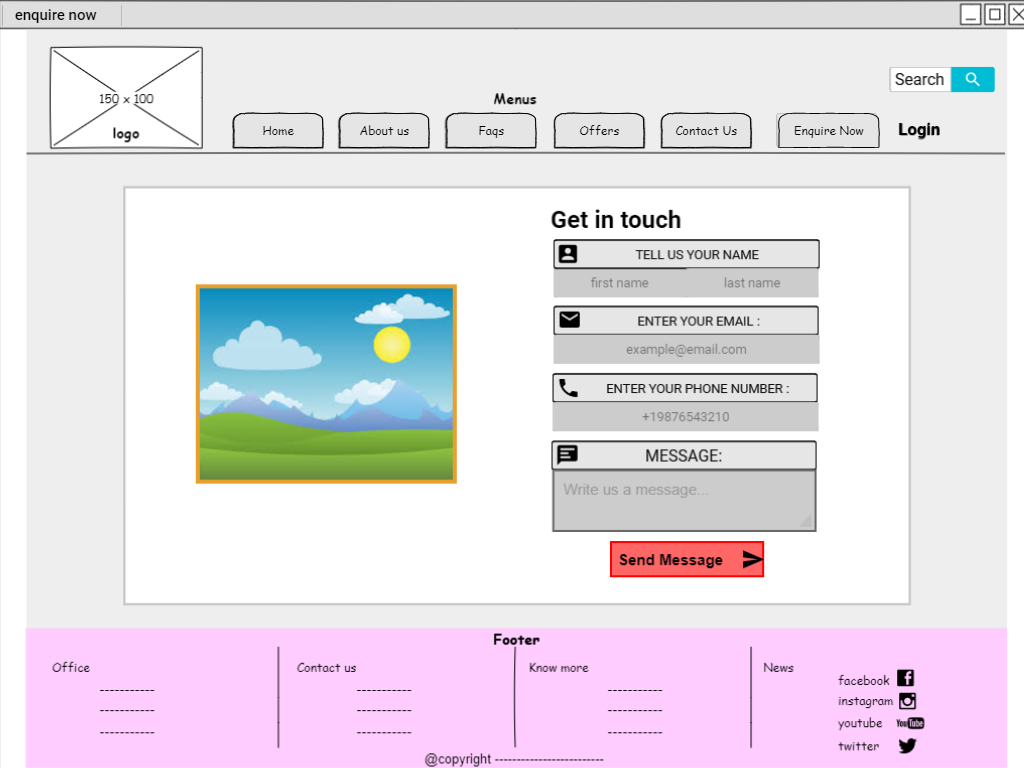 enquire now
150 x 100
logo
Search
Menus
Home
About us
Faqs
Offers
Contact Us
Enquire Now
Login
Get in touch
TELL US YOUR NAME
first name
last name
ENTER YOUR EMAIL :
example@email.com
ENTER YOUR PHONE NUMBER :
+19876543210
MESSAGE:
Write us a message...
Send Message
Footer
Office
-----------
-----------
-----------
Contact us
-----------
-----------
-----------
Know more
-----------
-----------
-----------
News
facebook
instagram
youtube You Tube
twitter
@copyright -------------------------